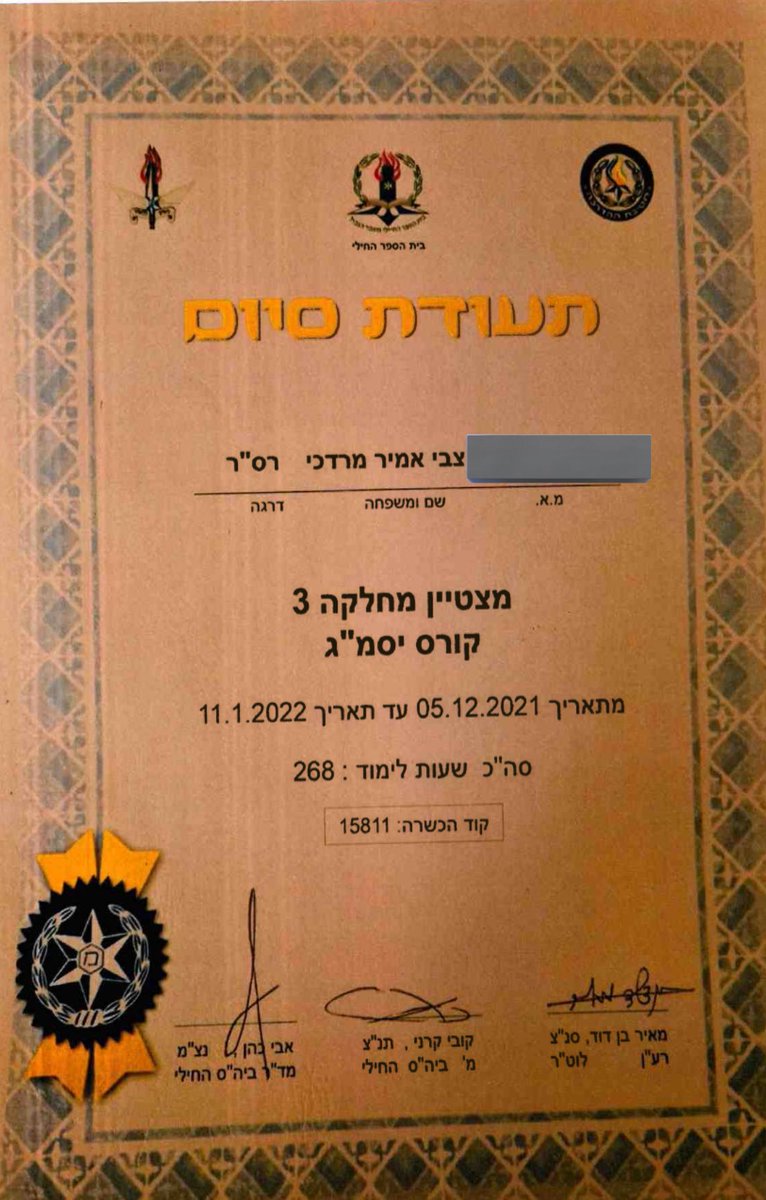 בית הספר החילי
תעודת סיום
צבי אמיר מרדכי רס"ר
מ.א. שם ומשפחה דרגה
מצטיין מחלקה 3
קורס יסמ"ג
מתאריך 05.12.2021 עד תאריך 11.1.2022
סה"כ שעות לימוד : 268
קוד הכשרה: 15811
מאיר בן דוד, סנ"צ קובי קרני , תנ"צ אבי כהן , נצ"מ
רע"ן לוט"ר מ' ביה"ס החילי מד"ר ביה"ס החילי